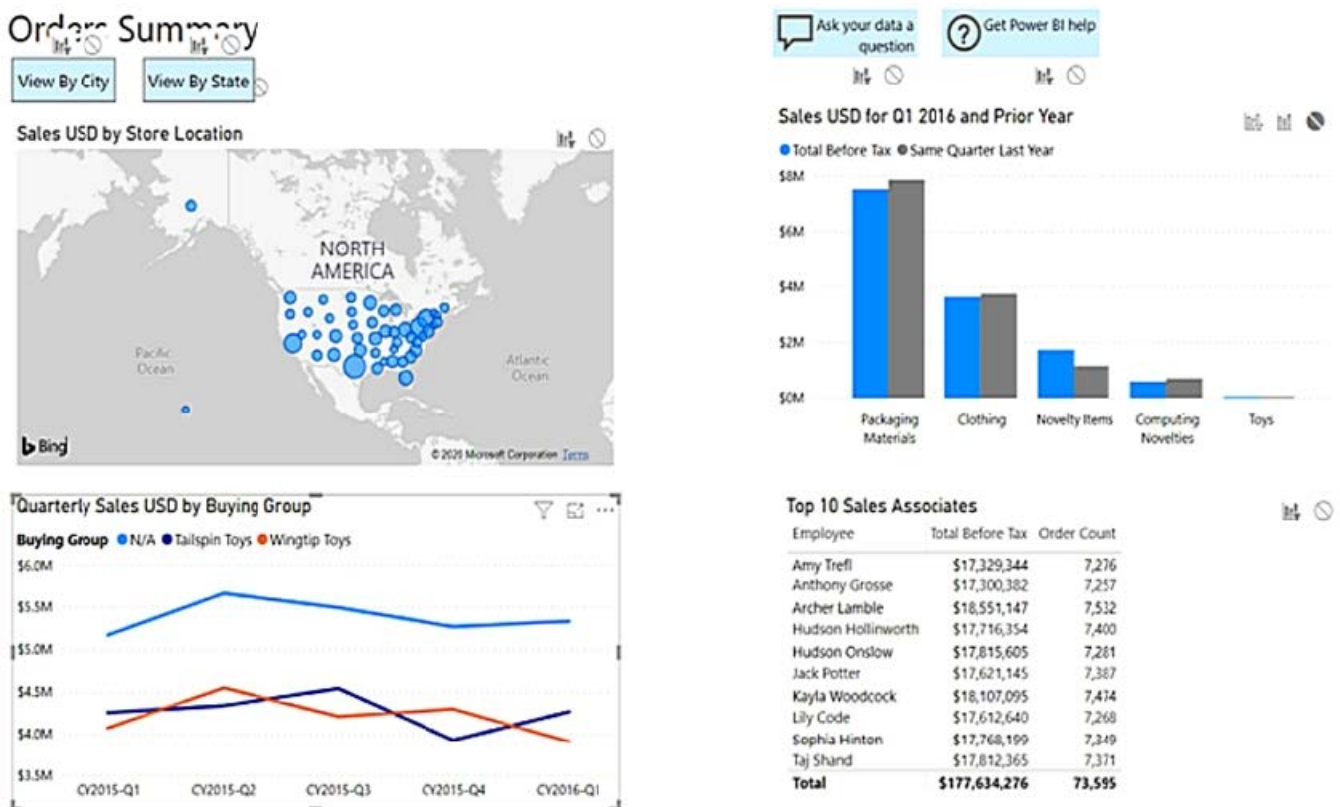 Orders Summary
View By City
View By State
Ask your data a
question
Get Power BI help
Sales USD by Store Location
NORTH
AMERICA
Pacific
Ocean
Atlantic
Ocean
Bing
© 2020 Microsoft Corporation Terms
Sales USD for Q1 2016 and Prior Year
Total Before Tax Same Quarter Last Year
$8M
$6M
$4M
$2M
$0M
Packaging
Materials
Clothing
Novelty Items
Computing
Novelties
Toys
Quarterly Sales USD by Buying Group
Buying Group N/A Tailspin Toys Wingtip Toys
$6.0M
$5.5M
$5.0M
$4.5M
$4.0M
$3.5M
CY2015-Q1 CY2015-Q2 CY2015-Q3 CY2015-Q4 CY2016-Q1
Top 10 Sales Associates
Employee Total Before Tax Order Count
Amy Trefl $17,329,344 7,276
Anthony Grosse $17,300,382 7,257
Archer Lamble $18,551,147 7,532
Hudson Hollinworth $17,716,354 7,400
Hudson Onslow $17,815,605 7,281
Jack Potter $17,621,145 7,387
Kayla Woodcock $18,107,095 7,474
Lily Code $17,612,640 7,268
Sophia Hinton $17,768,199 7,349
Taj Shand $17,812,365 7,371
Total $177,634,276 73,595